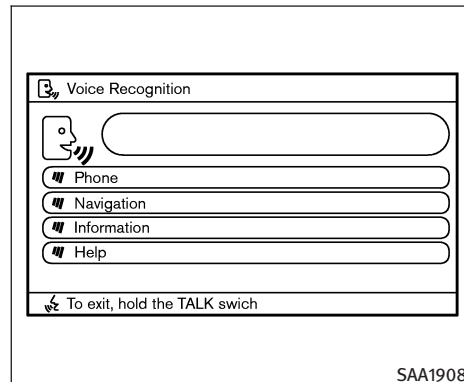 Voice Recognition
Phone
Navigation
Information
Help
To exit, hold the TALK swich
SAA1908